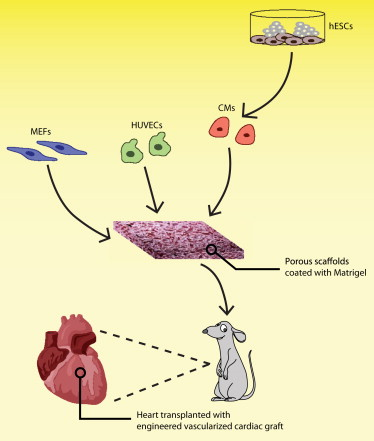 hESCs
CMs
HUVECs
MEFs
Porous scaffolds
coated with Matrigel
Heart transplanted with
engineered vascularized cardiac graft